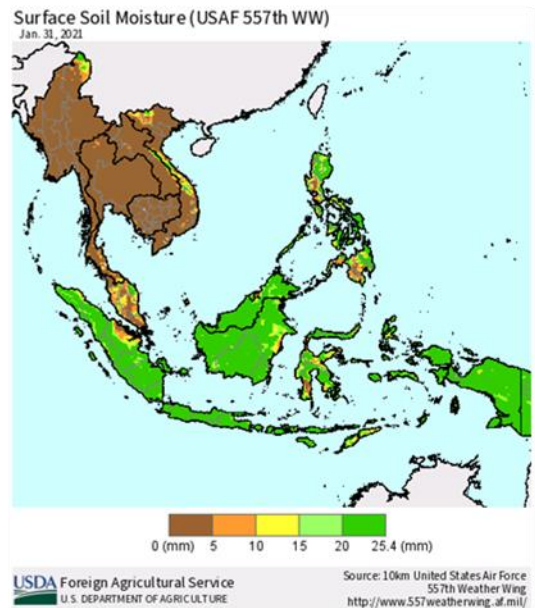 Surface Soil Moisture (USAF 557th WW)
Jan. 31, 2021
0 (mm) 5 10 15 20 25.4 (mm)
USDA Foreign Agricultural Service
U.S. DEPARTMENT OF AGRICULTURE
Source: 10km United States Air Force
557th Weather Wing
http://www.557weatherwing.af.mil/